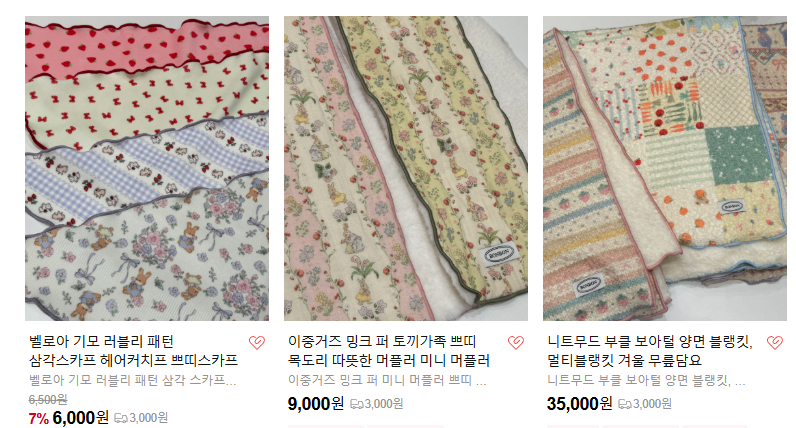 BONBON
BONBON
BONBON
벨로아 기모 러블리 패턴
삼각스카프 헤어커치프 쁘띠스카프
벨로아 기모 러블리 패턴 삼각 스카프...
6,500원
7% 6,000원 3,000원
이중거즈 밍크 퍼 토끼가족 쁘띠
목도리 따뜻한 머플러 미니 머플러
이중거즈 밍크 퍼 미니 머플러 쁘띠 ...
9,000원 3,000원
니트무드 부클 보아털 양면 블랭킷,
멀티블랭킷 겨울 무릎담요
니트무드 부클 보아털 양면 블랭킷, ...
35,000원 3,000원